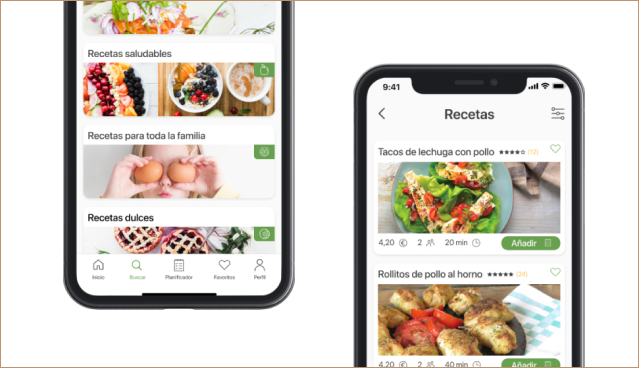 Recetas saludables
Recetas para toda la familia
Recetas dulces
Inicio Buscar Planificador Favoritos Perfil
9:41
Recetas
Tacos de lechuga con pollo ★★★★☆ (12)
4,20 € 2 20 min Añadir
Rollitos de pollo al horno ★★★★★ (24)
4,20 € 2 40 min Añadir